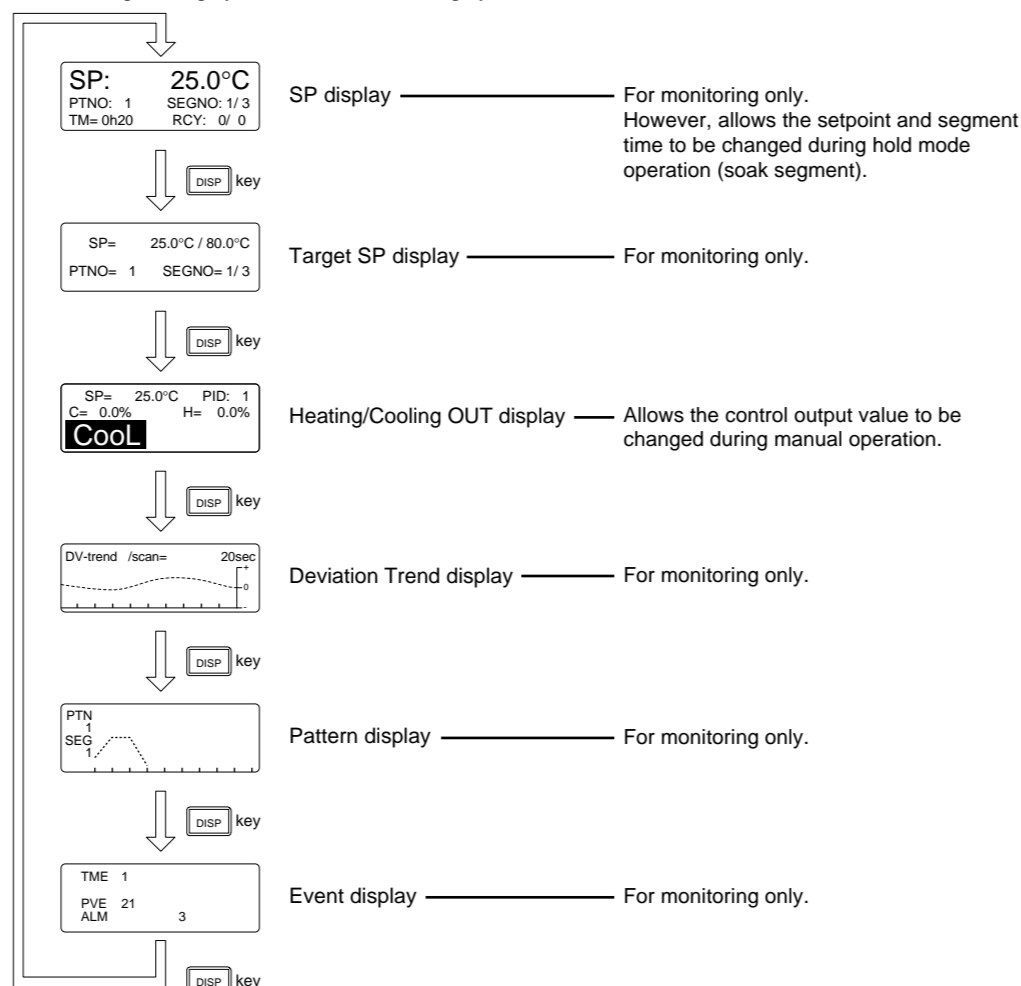 SP: 25.0°C
PTNO: 1 SEGNO: 1/ 3
TM= 0h20 RCY: 0/ 0
SP display
For monitoring only.
However, allows the setpoint and segment
time to be changed during hold mode
operation (soak segment).
DISP key
SP= 25.0°C / 80.0°C
PTNO= 1 SEGNO= 1/ 3
Target SP display
For monitoring only.
DISP key
SP= 25.0°C PID: 1
C= 0.0% H= 0.0%
CooL
Heating/Cooling OUT display
Allows the control output value to be
changed during manual operation.
DISP key
DV-trend /scan= 20sec
+
0
-
Deviation Trend display
For monitoring only.
DISP key
PTN
1
SEG
1
Pattern display
For monitoring only.
DISP key
TME 1
PVE 21
ALM 3
Event display
For monitoring only.
DISP key